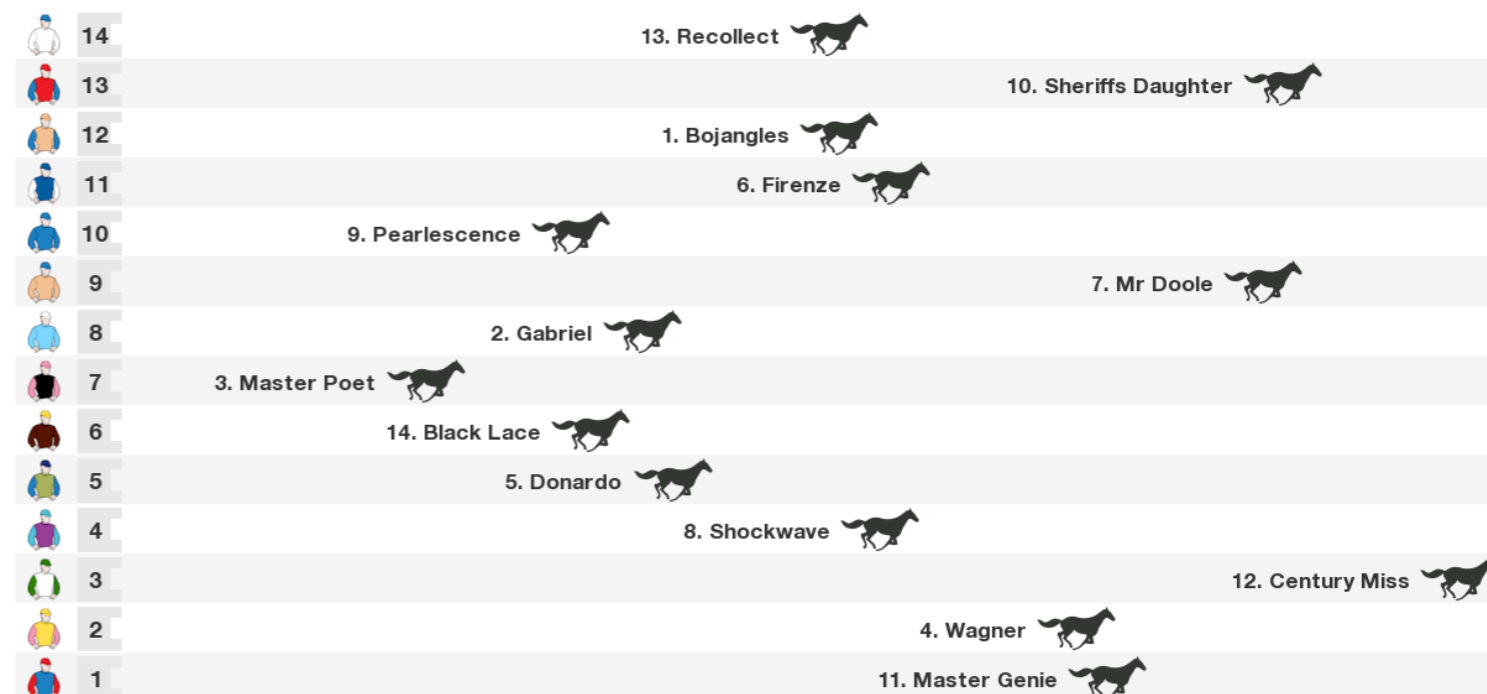 14 13. Recollect
13 10. Sheriffs Daughter
12 1. Bojangles
11 6. Firenze
10 9. Pearlescence
9 7. Mr Doole
8 2. Gabriel
7 3. Master Poet
6 14. Black Lace
5 5. Donardo
4 8. Shockwave
3 12. Century Miss
2 4. Wagner
1 11. Master Genie